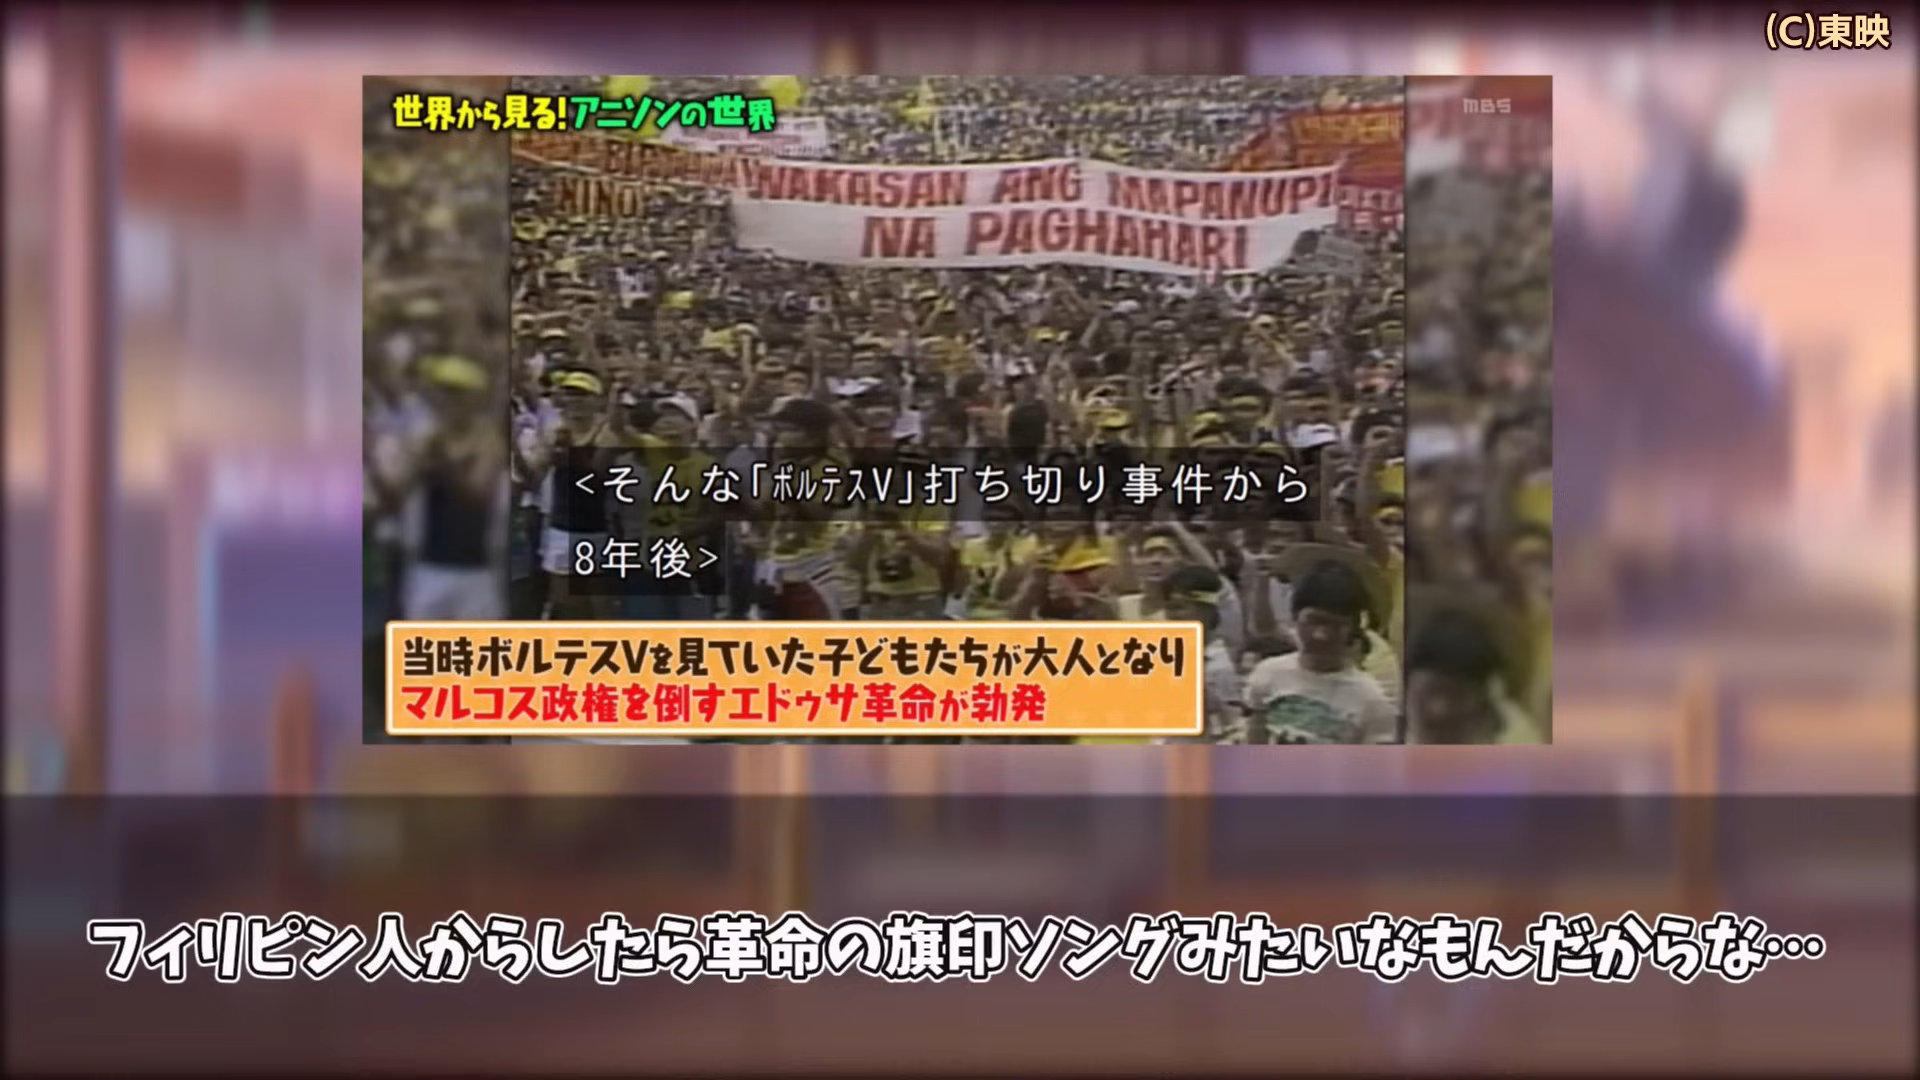 (C)東映
世界から見る!アニソンの世界
MBS
WAKASAN ANG MAPANUPI
NA PAGHAHARI
NINOY
<そんな「ﾎﾞﾙﾃｽV」打ち切り事件から
8年後>
当時ボルテスVを見ていた子どもたちが大人となり
マルコス政権を倒すエドゥサ革命が勃発
フィリピン人からしたら革命の旗印ソングみたいなもんだからな…